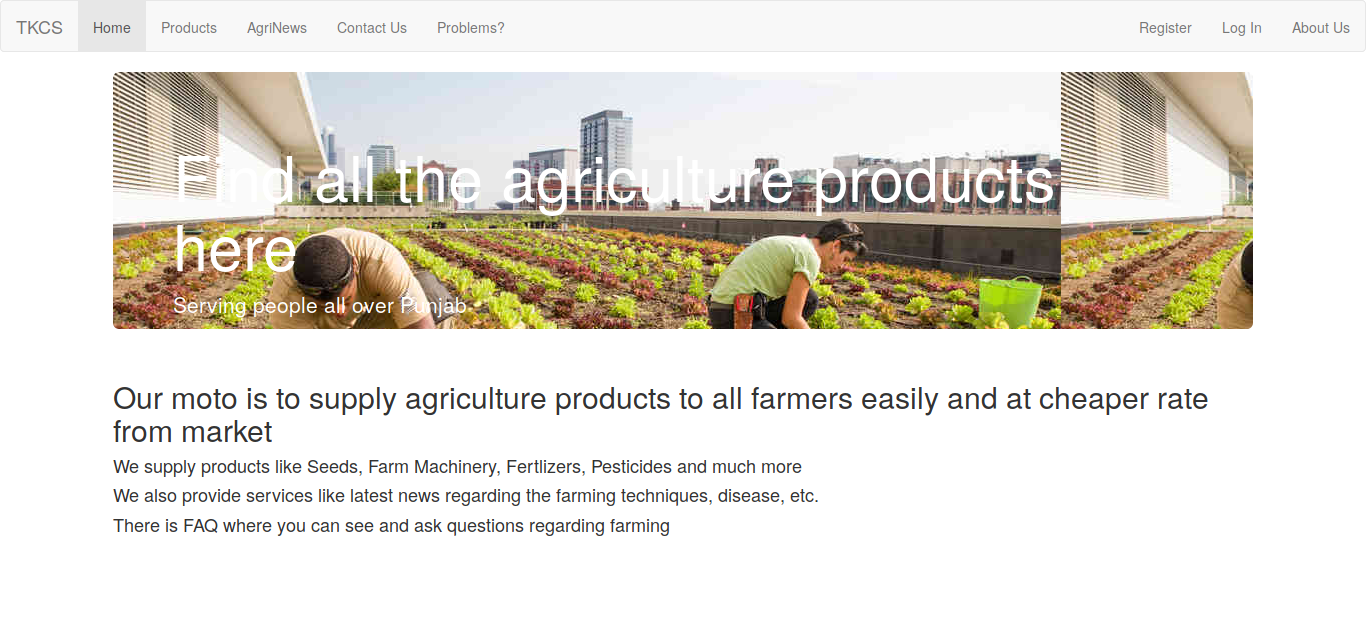 TKCS Home Products AgriNews Contact Us Problems? Register Log In About Us
Find all the agriculture products
here
Serving people all over Punjab
Our moto is to supply agriculture products to all farmers easily and at cheaper rate
from market
We supply products like Seeds, Farm Machinery, Fertlizers, Pesticides and much more
We also provide services like latest news regarding the farming techniques, disease, etc.
There is FAQ where you can see and ask questions regarding farming